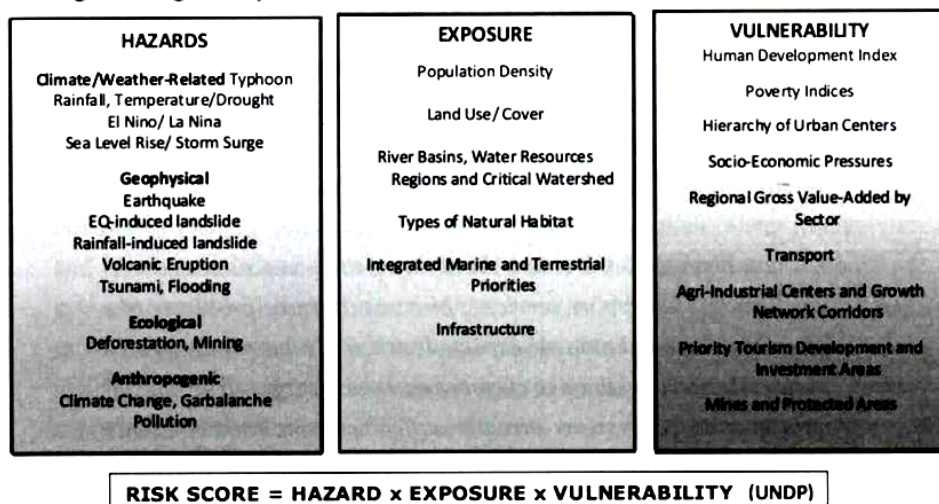 HAZARDS
Climate/Weather-Related Typhoon
Rainfall, Temperature/Drought
El Nino/ La Nina
Sea Level Rise/ Storm Surge
Geophysical
Earthquake
EQ-induced landslide
Rainfall-induced landslide
Volcanic Eruption
Tsunami, Flooding
Ecological
Deforestation, Mining
Anthropogenic
Climate Change, Garbalanche
Pollution
EXPOSURE
Population Density
Land Use/ Cover
River Basins, Water Resources
Regions and Critical Watershed
Types of Natural Habitat
Integrated Marine and Terrestrial
Priorities
Infrastructure
VULNERABILITY
Human Development Index
Poverty Indices
Hierarchy of Urban Centers
Socio-Economic Pressures
Regional Gross Value-Added by
Sector
Transport
Agri-Industrial Centers and Growth
Network Corridors
Priority Tourism Development and
Investment Areas
Mines and Protected Areas
RISK SCORE = HAZARD x EXPOSURE x VULNERABILITY (UNDP)